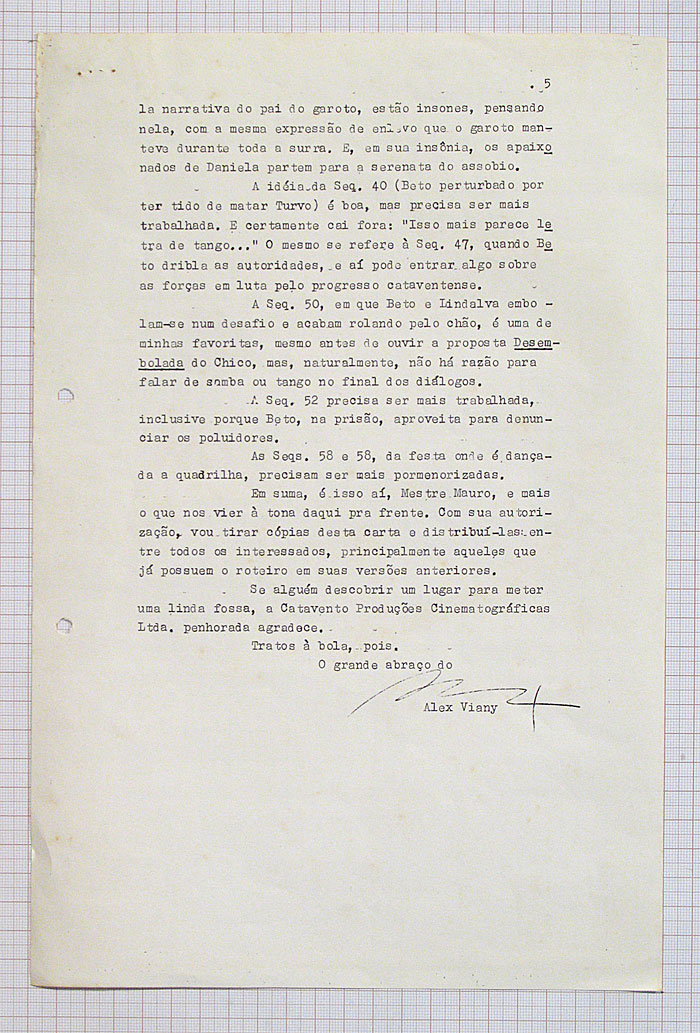 . 5
la narrativa do pai do garoto, estão insones, pensando
nela, com a mesma expressão de enlevo que o garoto man-
teve durante toda a surra. E, em sua insônia, os apaixo
nados de Daniela partem para a serenata do assobio.
A idéia da Seq. 40 (Beto perturbado por
ter tido de matar Turvo) é boa, mas precisa ser mais
trabalhada. E certamente cai fora: "Isso mais parece le
tra de tango..." O mesmo se refere à Seq. 47, quando Be
to dribla as autoridades, e aí pode entrar algo sobre
as forças em luta pelo progresso cataventense.
A Seq. 50, em que Beto e Lindalva embo -
lam-se num desafio e acabam rolando pelo chão, é uma de
minhas favoritas, mesmo antes de ouvir a proposta Desem-
bolada do Chico, mas, naturalmente, não há razão para
falar de samba ou tango no final dos diálogos.
A Seq. 52 precisa ser mais trabalhada,
inclusive porque Beto, na prisão, aproveita para denun-
ciar os poluidores.
As Seqs. 58 e 58, da festa onde é dança-
da a quadrilha, precisam ser mais pormenorizadas.
Em suma, é isso aí, Mestre Mauro, e mais
o que nos vier à tona daqui pra frente. Com sua autori-
zação, vou tirar cópias desta carta e distribuí-las en-
tre todos os interessados, principalmente aqueles que
já possuem o roteiro em suas versões anteriores.
Se alguém descobrir um lugar para meter
uma linda fossa, a Catavento Produções Cinematográficas
Ltda. penhorada agradece.
Tratos à bola, pois.
O grande abraço do
Alex Viany